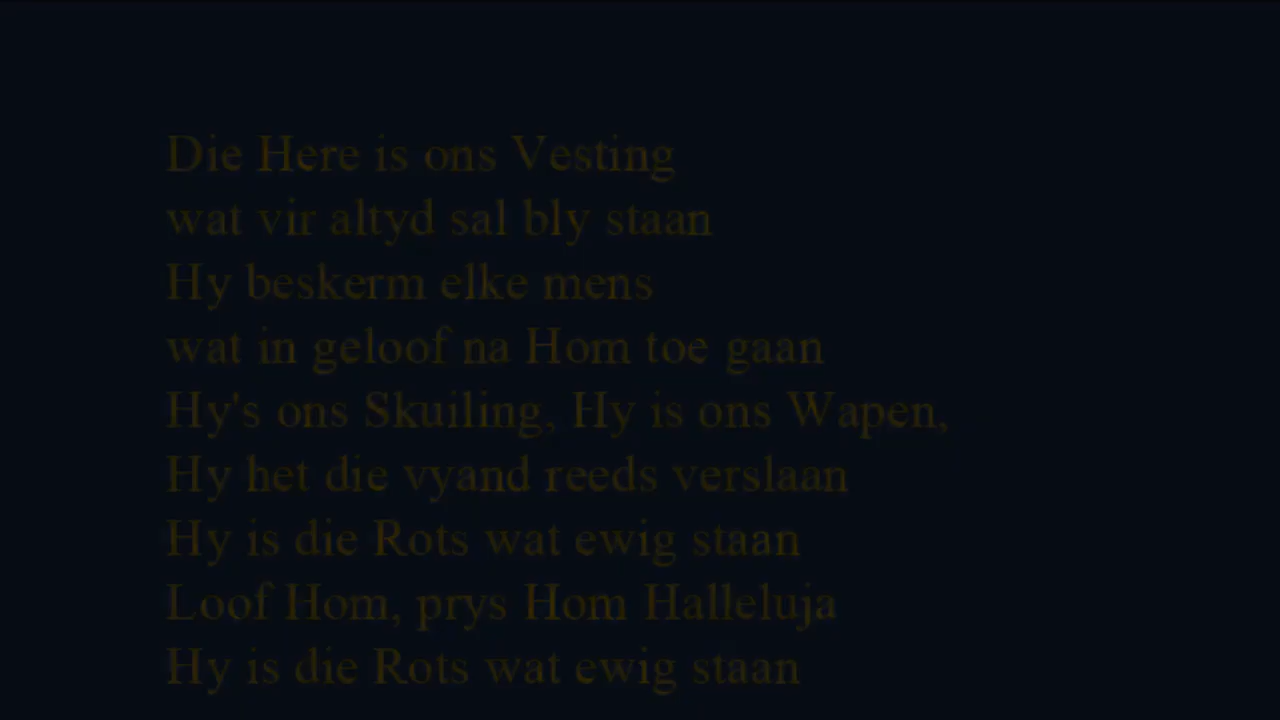 Die Here is ons Vesting
wat vir altyd sal bly staan
Hy beskerm elke mens
wat in geloof na Hom toe gaan
Hy's ons Skuiling, Hy is ons Wapen,
Hy het die vyand reeds verslaan
Hy is die Rots wat ewig staan
Loof Hom, prys Hom Halleluja
Hy is die Rots wat ewig staan